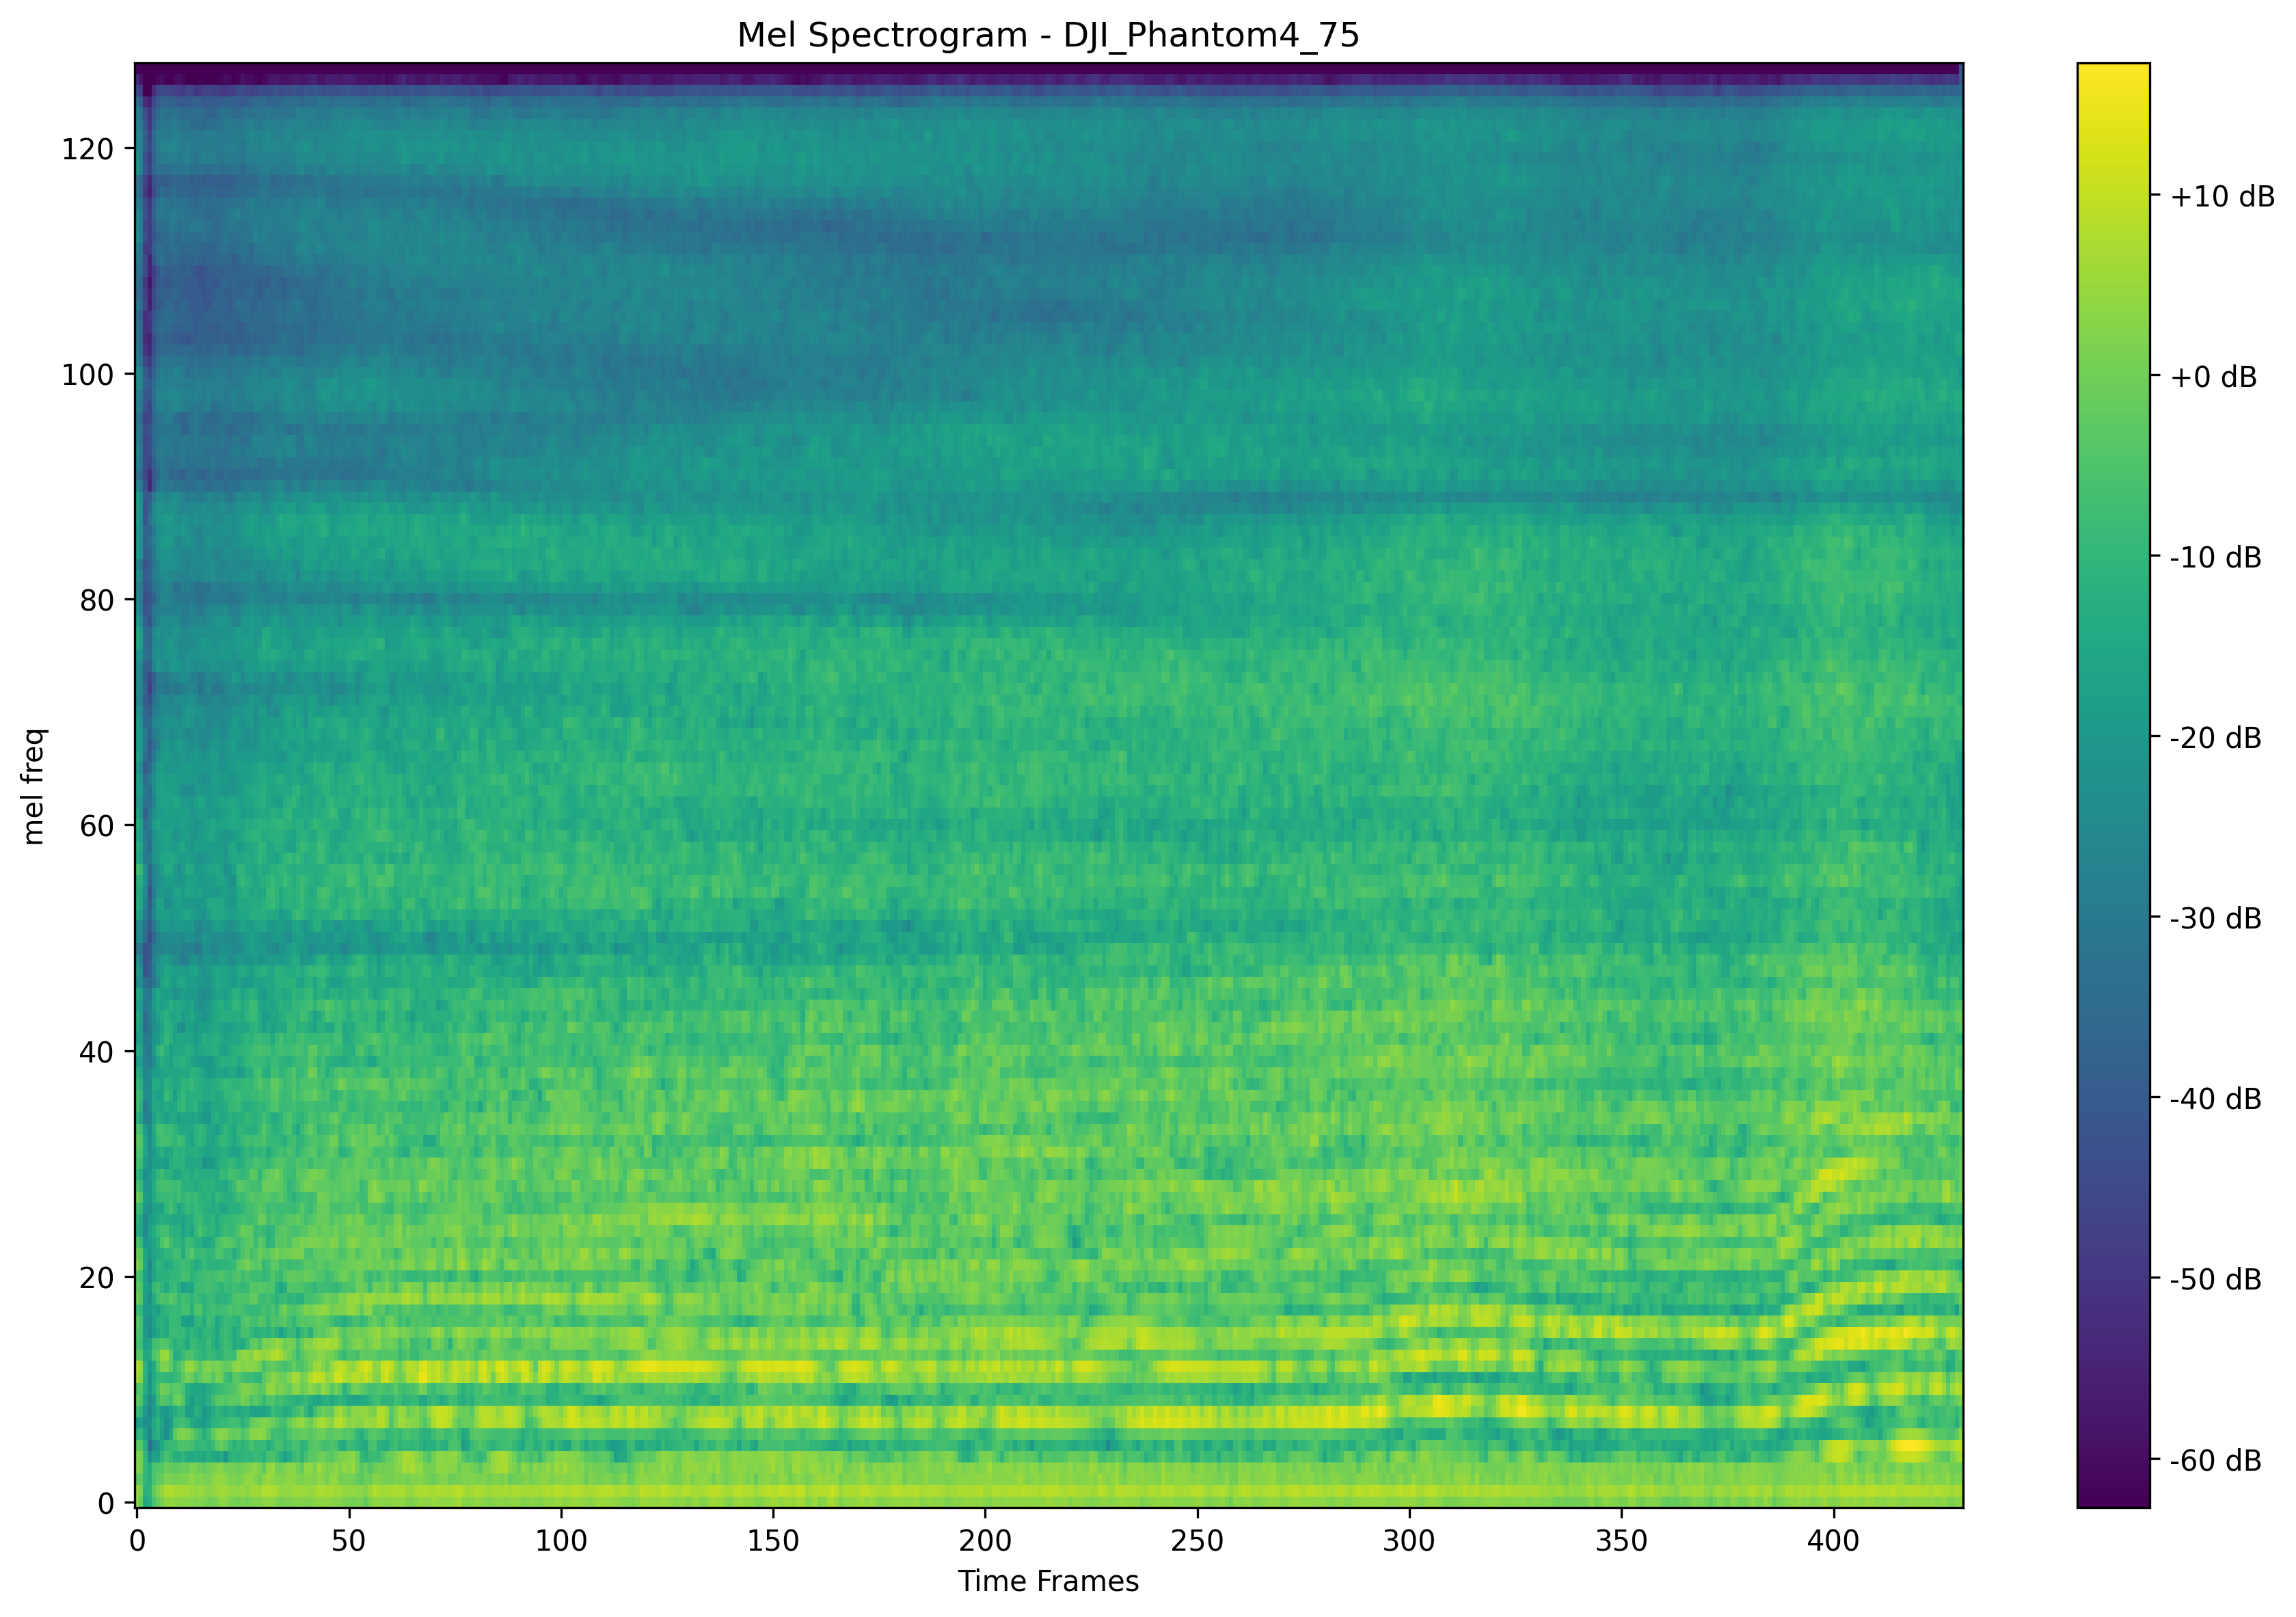 Mel Spectrogram - DJI_Phantom4_75
mel freq
120
100
80
60
40
20
0
0 50 100 150 200 250 300 350 400
Time Frames
+10 dB
+0 dB
-10 dB
-20 dB
-30 dB
-40 dB
-50 dB
-60 dB